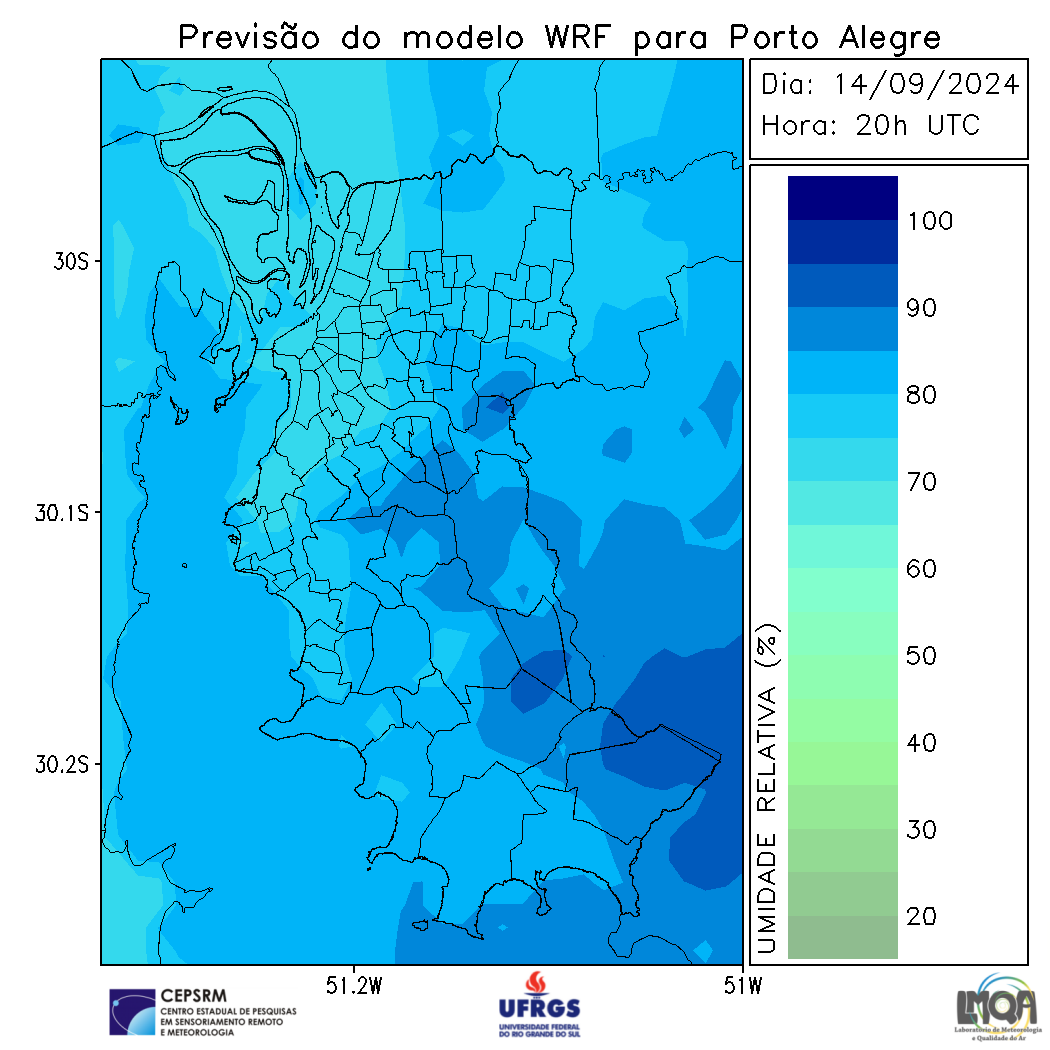 Previsão do modelo WRF para Porto Alegre
Dia: 14/09/2024
Hora: 20h UTC
30S
30.1S
30.2S
51.2W
51W
UMIDADE RELATIVA (%)
100
90
80
70
60
50
40
30
20
CEPSRM
CENTRO ESTADUAL DE PESQUISAS
EM SENSORIAMENTO REMOTO
E METEOROLOGIA
UFRGS
UNIVERSIDADE FEDERAL
DO RIO GRANDE DO SUL
LMQA
Laboratório de Meteorologia
e Qualidade do Ar